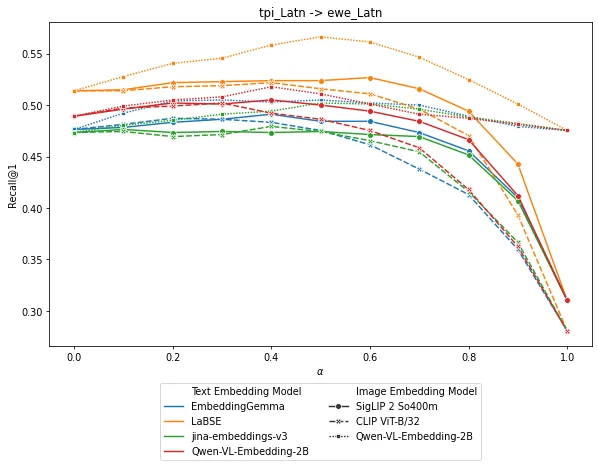 tpi_Latn -> ewe_Latn
Recall@1
0.55
0.50
0.45
0.40
0.35
0.30
0.0 0.2 0.4 0.6 0.8 1.0
α
Text Embedding Model
EmbeddingGemma
LaBSE
jina-embeddings-v3
Qwen-VL-Embedding-2B
Image Embedding Model
SigLIP 2 So400m
CLIP ViT-B/32
Qwen-VL-Embedding-2B